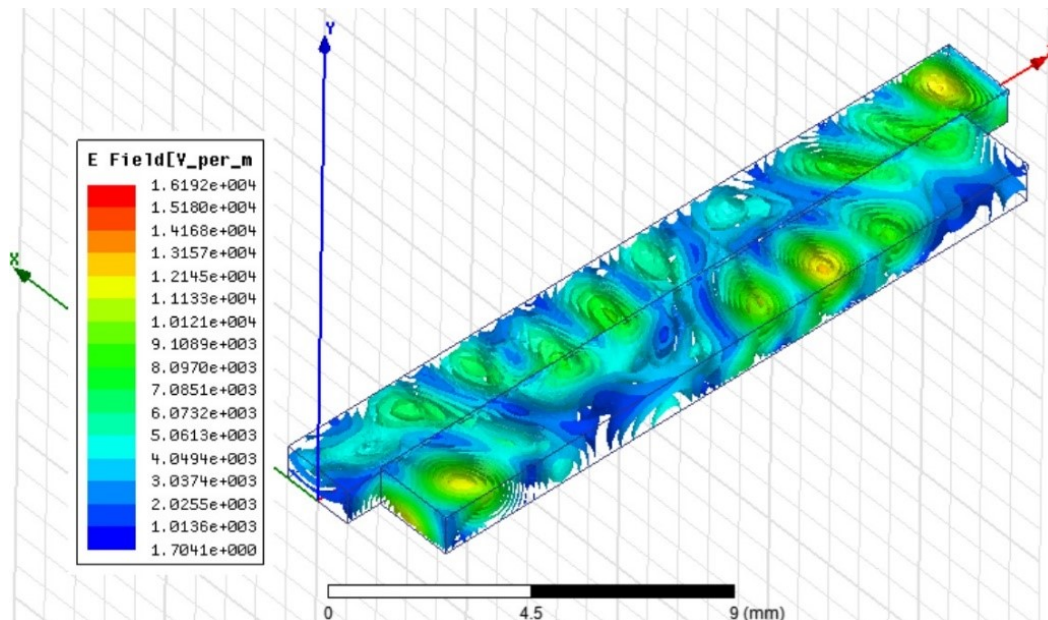 Y
X
E Field[V_per_m
1.6192e+004
1.5180e+004
1.4168e+004
1.3157e+004
1.2145e+004
1.1133e+004
1.0121e+004
9.1089e+003
8.0970e+003
7.0851e+003
6.0732e+003
5.0613e+003
4.0494e+003
3.0374e+003
2.0255e+003
1.0136e+003
1.7041e+000
0 4.5 9 (mm)